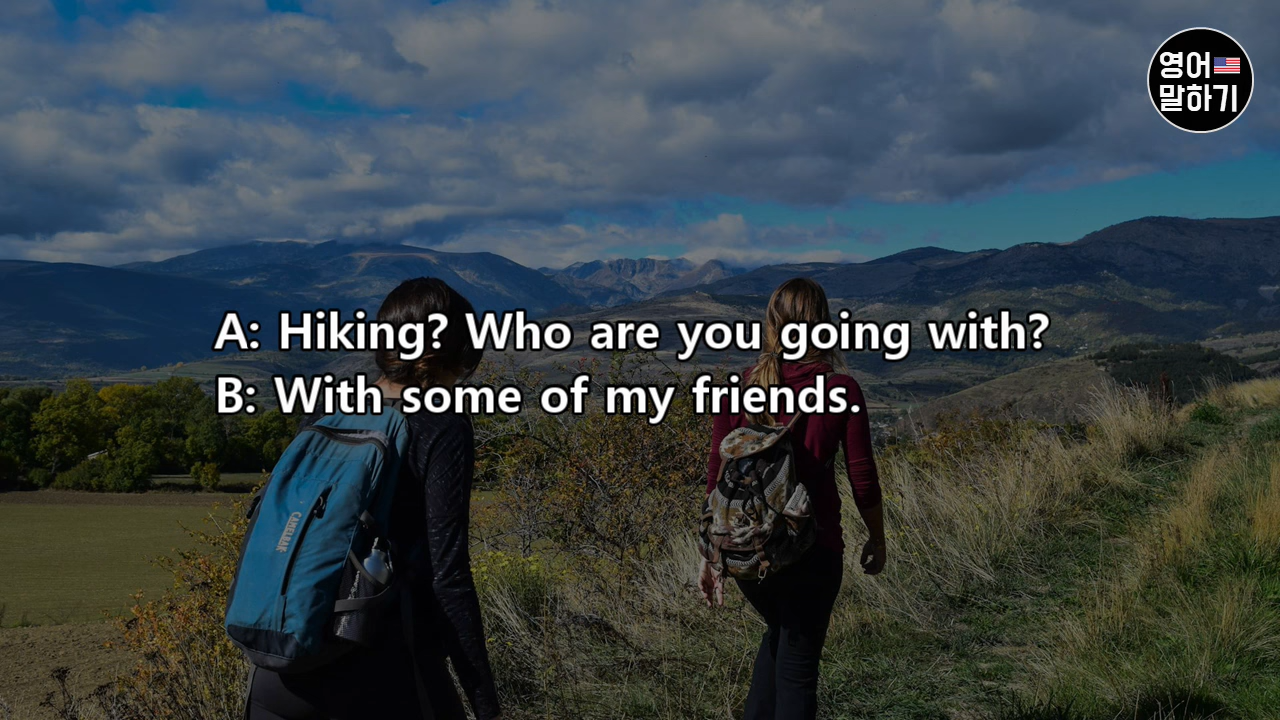 영어
말하기
A: Hiking? Who are you going with?
B: With some of my friends.
CAMELBAK